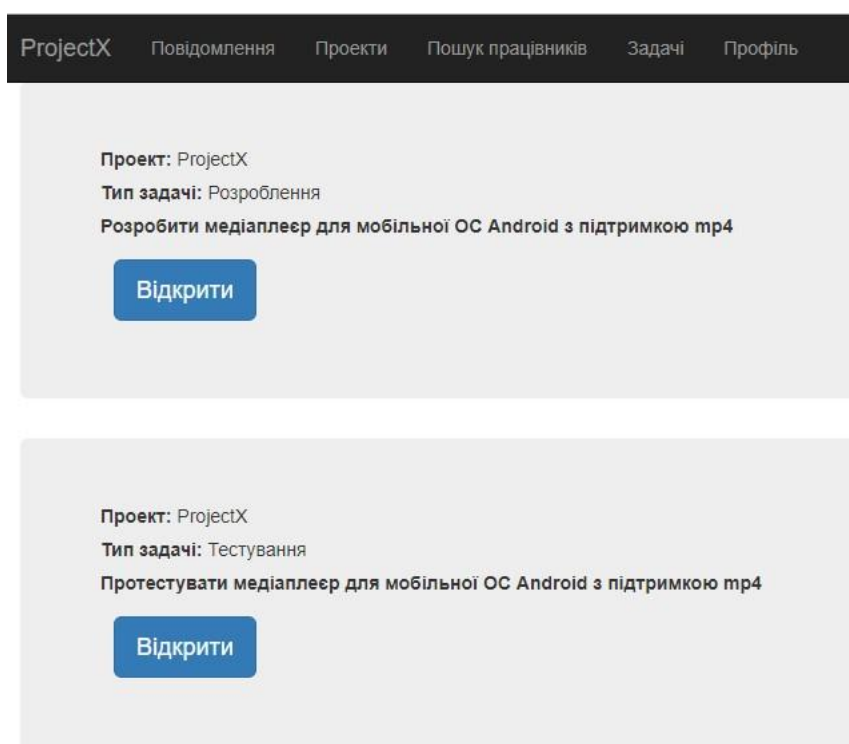 ProjectX Повідомлення Проекти Пошук працівників Задачі Профіль
Проект: ProjectX
Тип задачі: Розроблення
Розробити медіаплеєр для мобільної ОС Android з підтримкою mp4
Відкрити
Проект: ProjectX
Тип задачі: Тестування
Протестувати медіаплеєр для мобільної ОС Android з підтримкою mp4
Відкрити